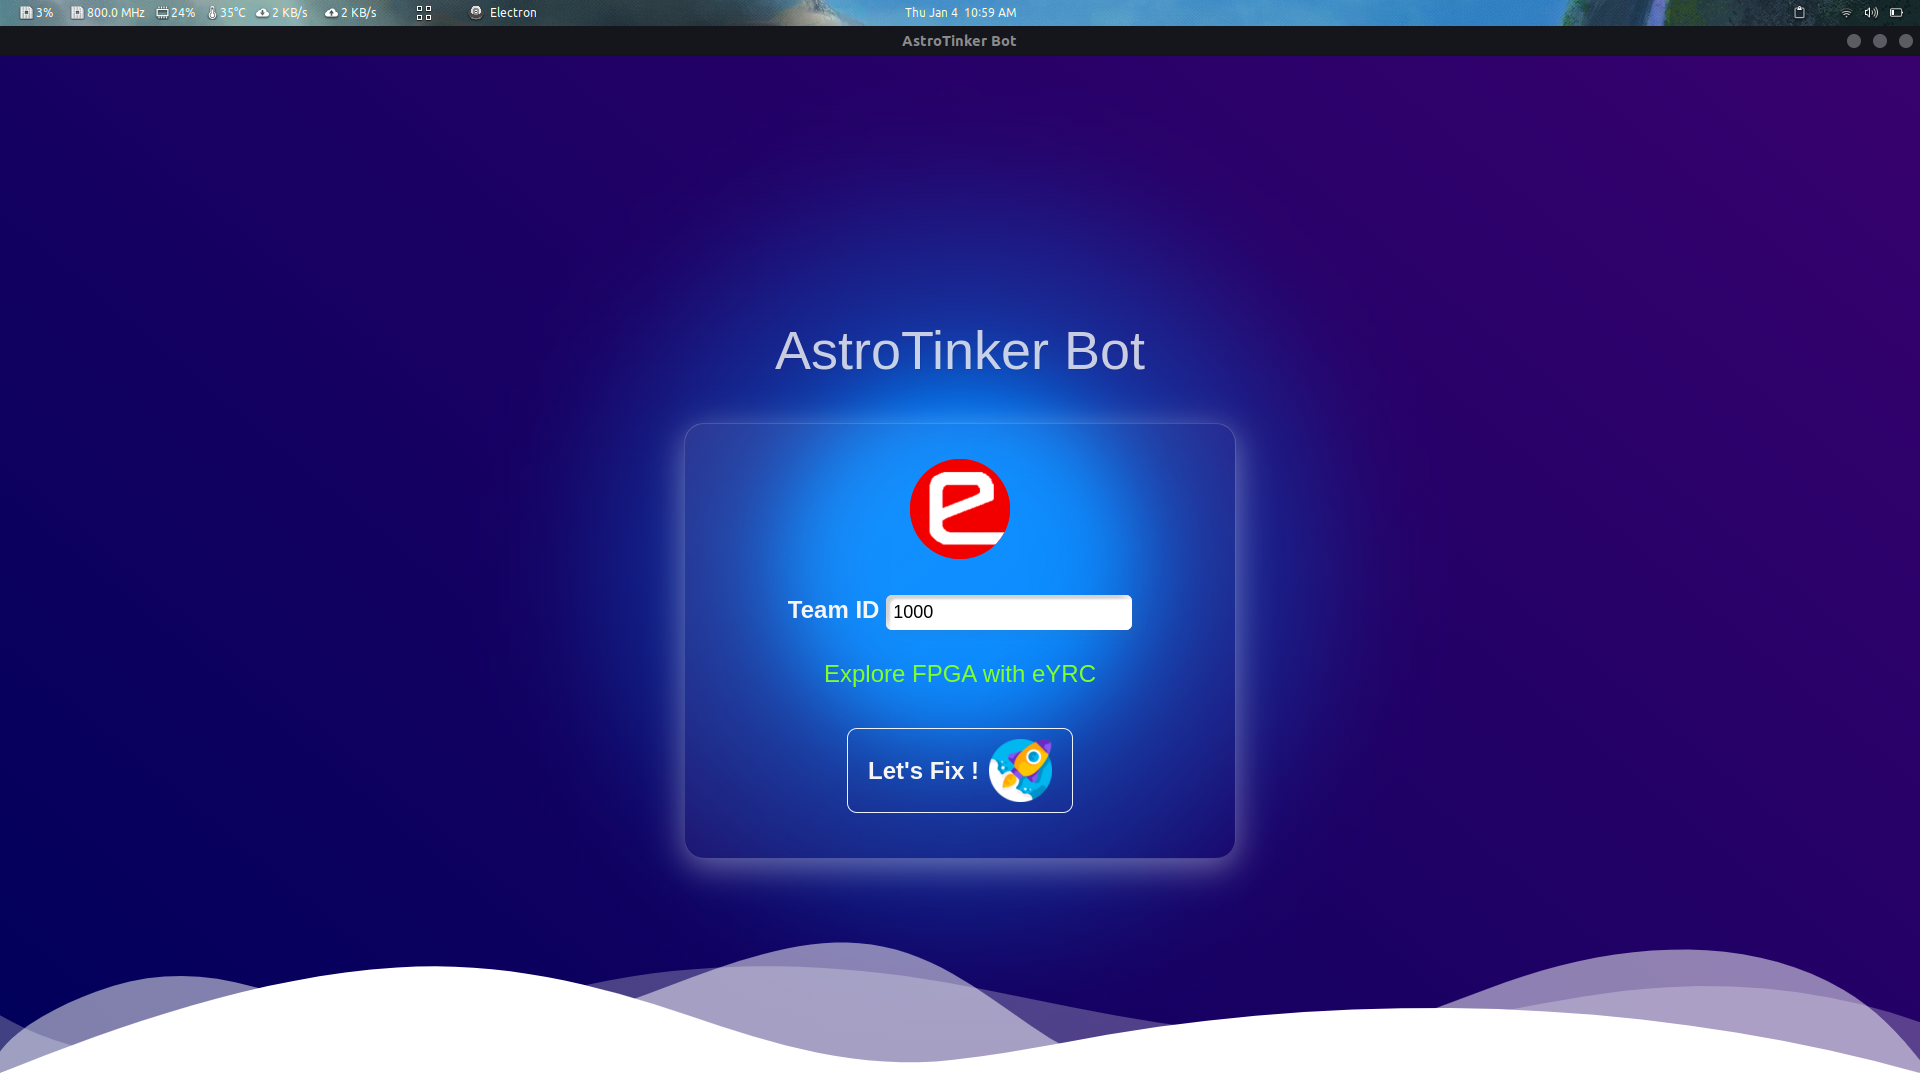 3% 800.0 MHz 24% 35°C 2 KB/s 2 KB/s Electron Thu Jan 4 10:59 AM
AstroTinker Bot
AstroTinker Bot
e
Team ID 1000
Explore FPGA with eYRC
Let's Fix !